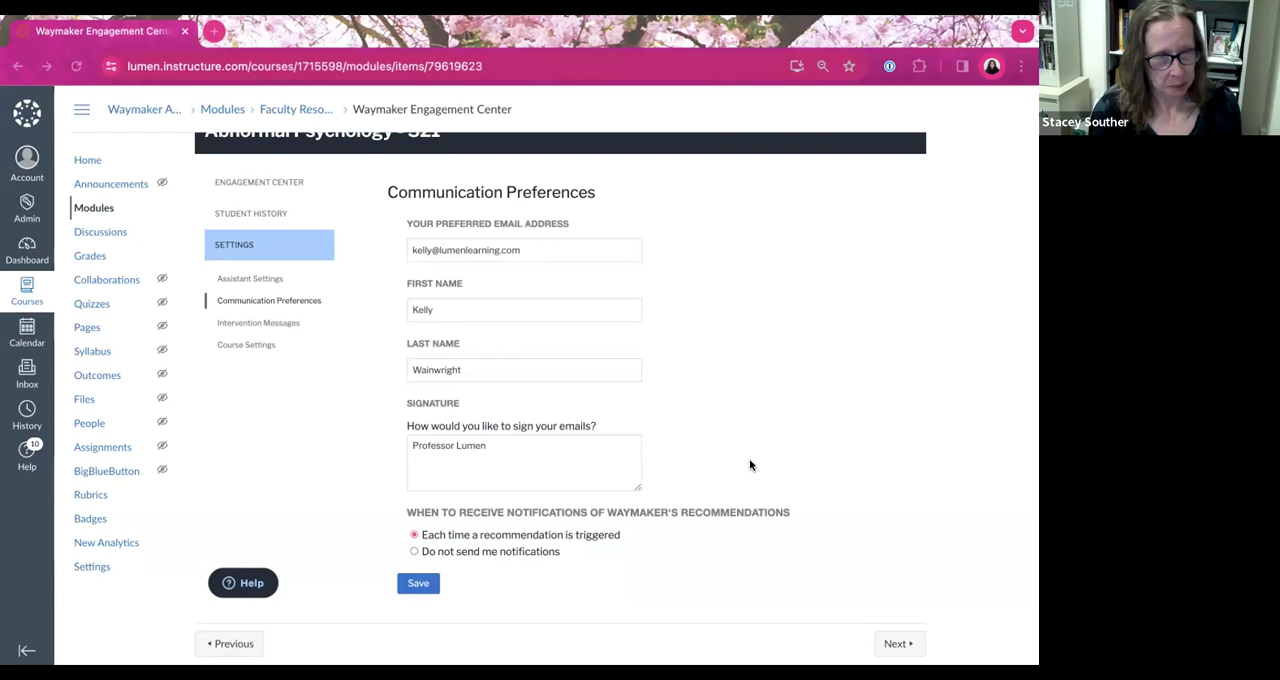 Waymaker Engagement Cent
lumen.instructure.com/courses/1715598/modules/items/79619623
Stacey Souther
Waymaker A... > Modules > Faculty Reso... > Waymaker Engagement Center
Abnormal Psychology - S21
Account
Admin
Dashboard
Courses
Calendar
Inbox
History
10
Help
Home
Announcements
Modules
Discussions
Grades
Collaborations
Quizzes
Pages
Syllabus
Outcomes
Files
People
Assignments
BigBlueButton
Rubrics
Badges
New Analytics
Settings
ENGAGEMENT CENTER
STUDENT HISTORY
SETTINGS
Assistant Settings
Communication Preferences
Intervention Messages
Course Settings
Communication Preferences
YOUR PREFERRED EMAIL ADDRESS
kelly@lumenlearning.com
FIRST NAME
Kelly
LAST NAME
Wainwright
SIGNATURE
How would you like to sign your emails?
Professor Lumen
WHEN TO RECEIVE NOTIFICATIONS OF WAYMAKER'S RECOMMENDATIONS
Each time a recommendation is triggered
Do not send me notifications
Help
Save
Previous
Next